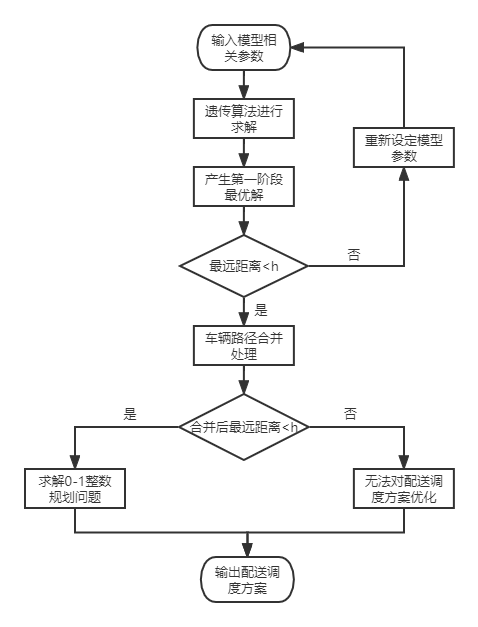 输入模型相
关参数
遗传算法进行
求解
重新设定模型
参数
产生第一阶段
最优解
最远距离<h
否
是
车辆路径合并
处理
是
否
合并后最远距离<h
求解0-1整数
规划问题
无法对配送调
度方案优化
输出配送调
度方案